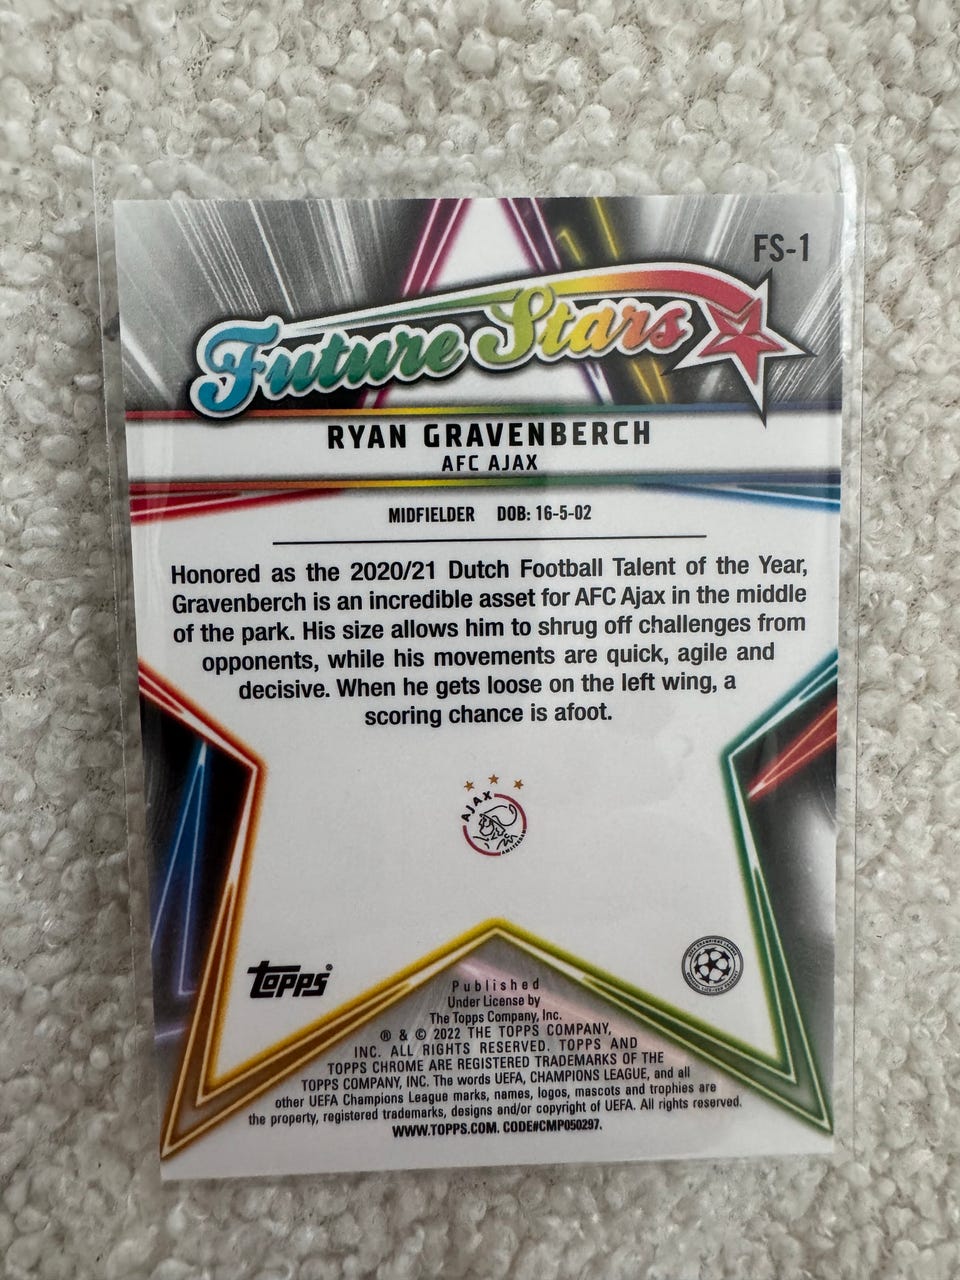 FS-1
Future Stars
RYAN GRAVENBERCH
AFC AJAX
MIDFIELDER DOB: 16-5-02
Honored as the 2020/21 Dutch Football Talent of the Year,
Gravenberch is an incredible asset for AFC Ajax in the middle
of the park. His size allows him to shrug off challenges from
opponents, while his movements are quick, agile and
decisive. When he gets loose on the left wing, a
scoring chance is afoot.
AJAX
AMSTERDAM
Topps®
Published
Under License by
The Topps Company, Inc.
® & © 2022 THE TOPPS COMPANY,
INC. ALL RIGHTS RESERVED. TOPPS AND
TOPPS CHROME ARE REGISTERED TRADEMARKS OF THE
TOPPS COMPANY, INC. The words UEFA, CHAMPIONS LEAGUE, and all
other UEFA Champions League marks, names, logos, mascots and trophies are
the property, registered trademarks, designs and/or copyright of UEFA. All rights reserved.
WWW.TOPPS.COM. CODE#CMP050297.